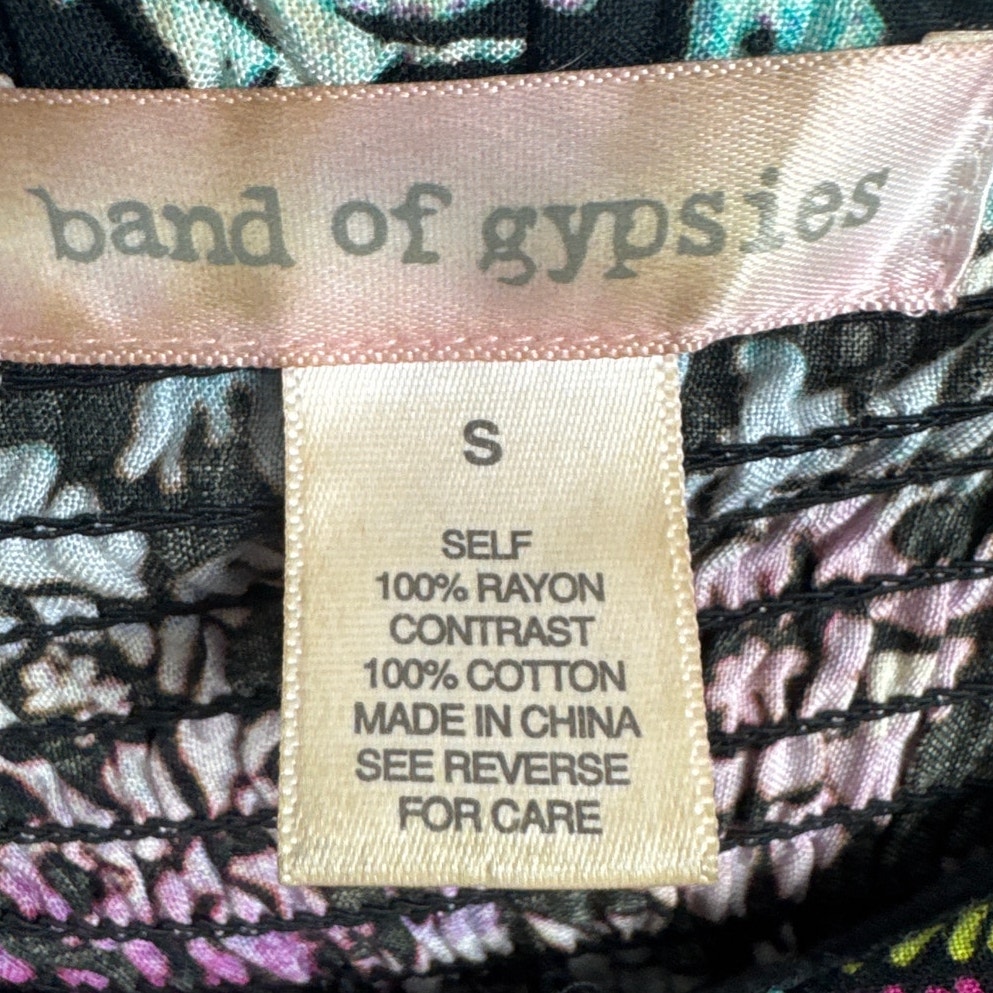 band of gypsies
S
SELF
100% RAYON
CONTRAST
100% COTTON
MADE IN CHINA
SEE REVERSE
FOR CARE